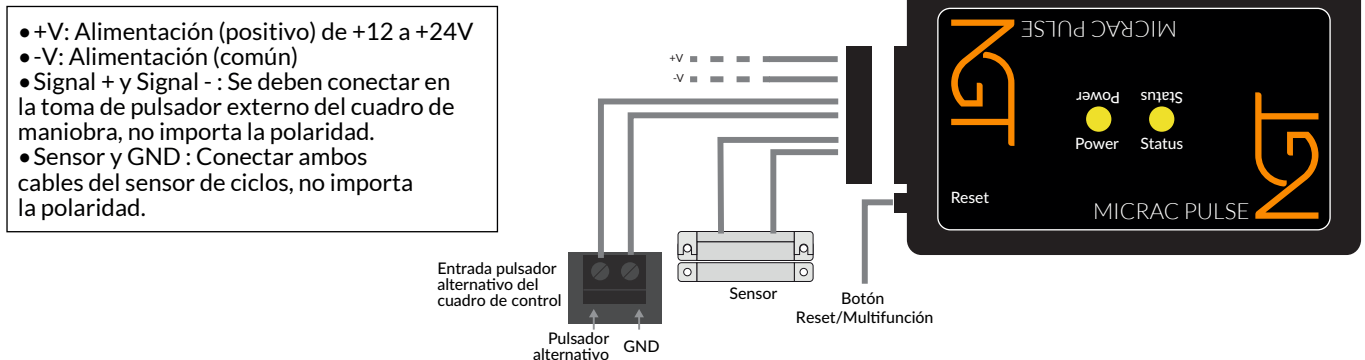 •+V: Alimentación (positivo) de +12 a +24V
•-V: Alimentación (común)
•Signal + y Signal - : Se deben conectar en
la toma de pulsador externo del cuadro de
maniobra, no importa la polaridad.
•Sensor y GND : Conectar ambos
cables del sensor de ciclos, no importa
la polaridad.
+V
-V
Entrada pulsador
alternativo del
cuadro de control
Pulsador
alternativo
GND
Sensor
Botón
Reset/Multifunción
MICRAC PULSE
NGT
Power
Status
Power
Status
Reset
MICRAC PULSE
NGT